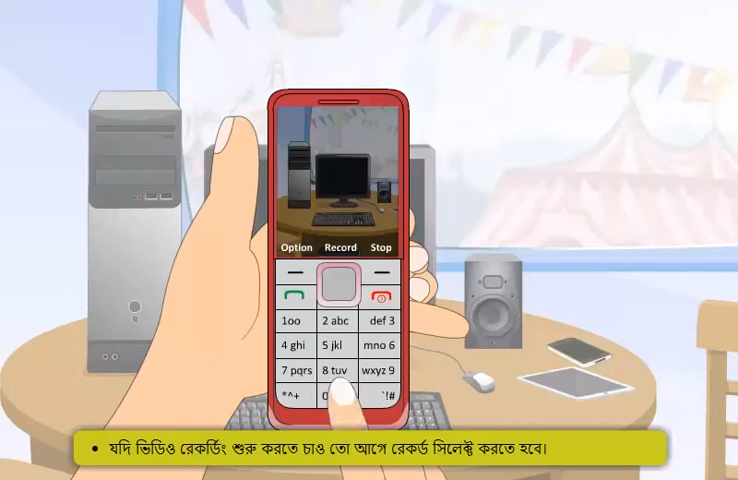 Option Record Stop
1oo 2 abc def 3
4 ghi 5 jkl mno 6
7 pqrs 8 tuv wxyz 9
*^+ 0 `!#
• যদি ভিডিও রেকর্ডিং শুরু করতে চাও তো আগে রেকর্ড সিলেক্ট করতে হবে।